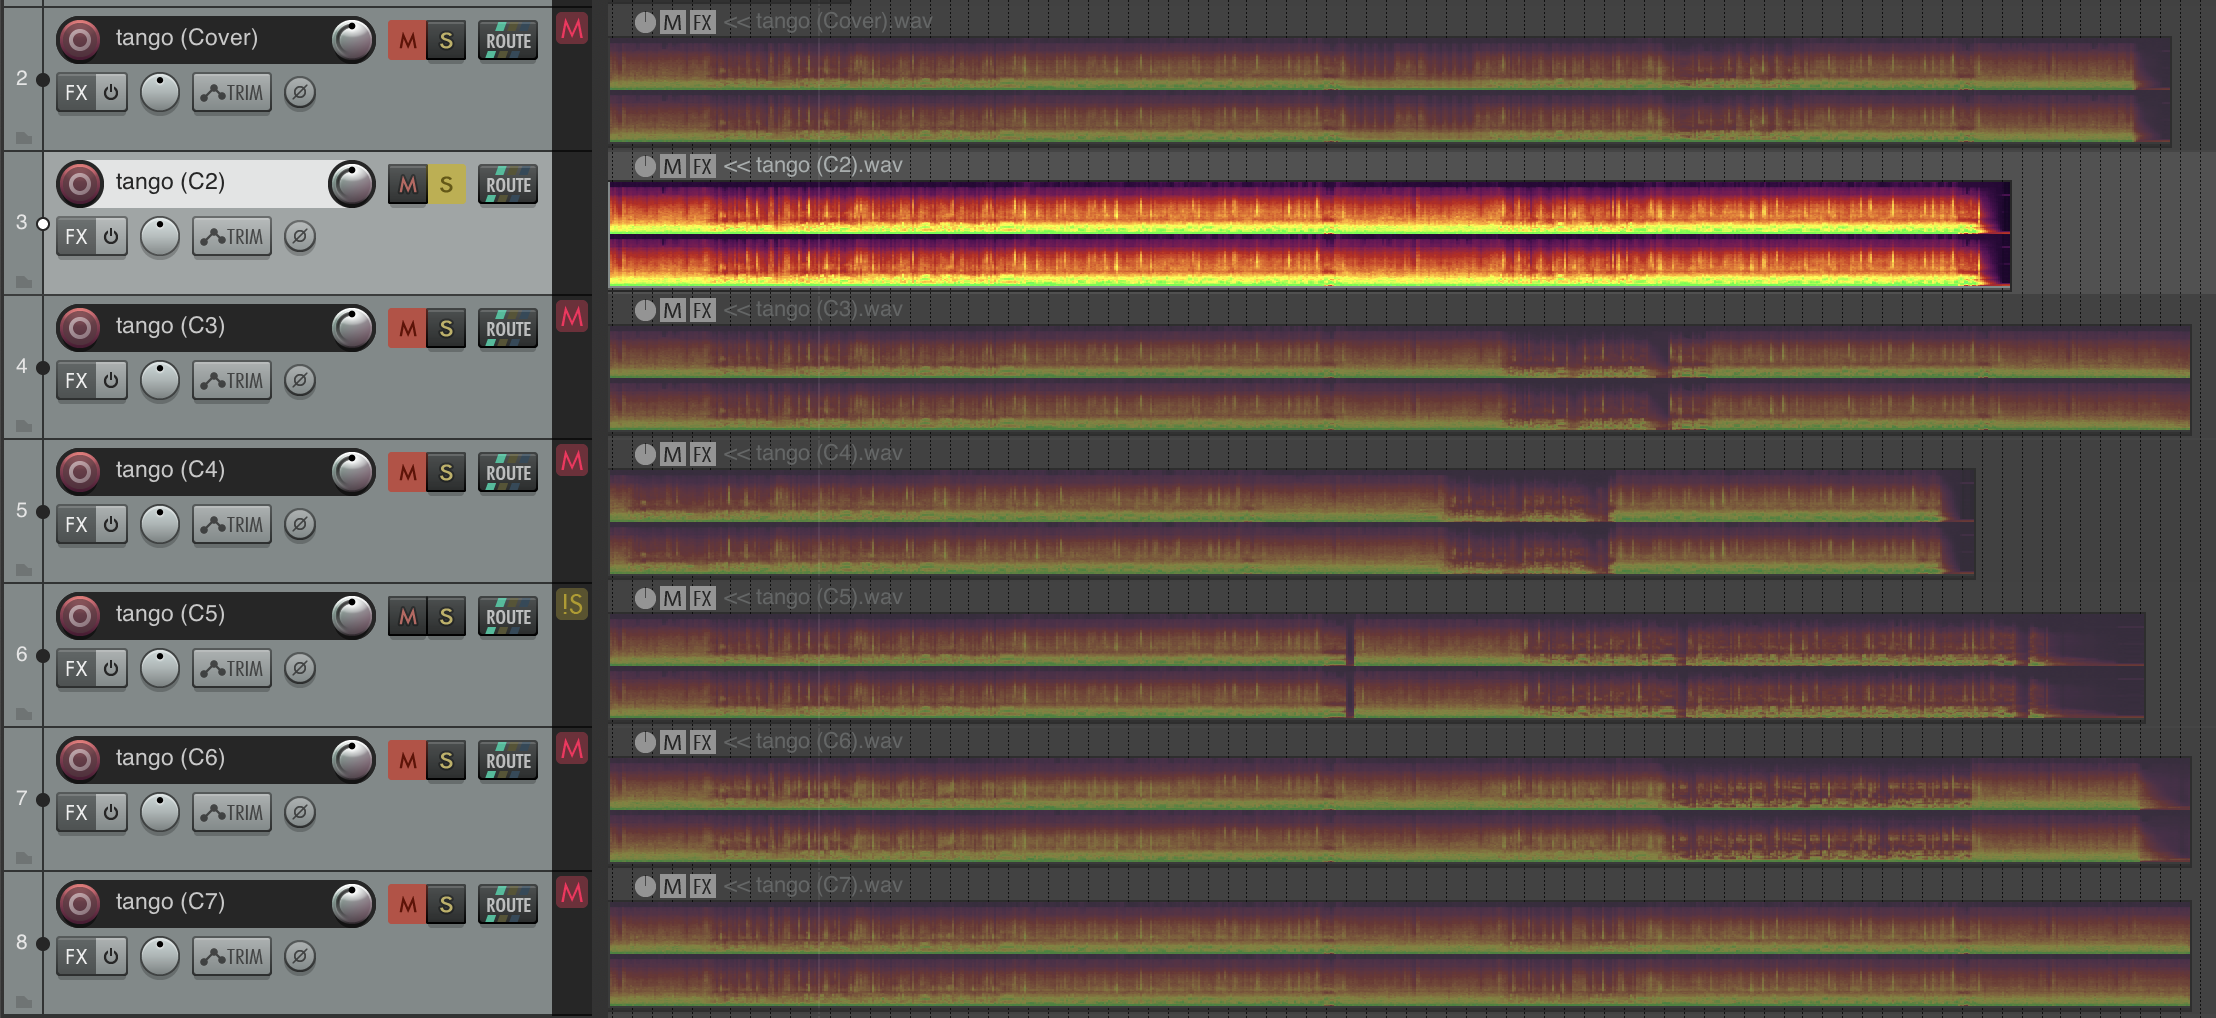 tango (Cover) M S ROUTE M
2 FX TRIM
M FX << tango (Cover).wav
tango (C2) M S ROUTE
3 FX TRIM
M FX << tango (C2).wav
tango (C3) M S ROUTE M
4 FX TRIM
M FX << tango (C3).wav
tango (C4) M S ROUTE M
5 FX TRIM
M FX << tango (C4).wav
tango (C5) M S ROUTE !S
6 FX TRIM
M FX << tango (C5).wav
tango (C6) M S ROUTE M
7 FX TRIM
M FX << tango (C6).wav
tango (C7) M S ROUTE M
8 FX TRIM
M FX << tango (C7).wav